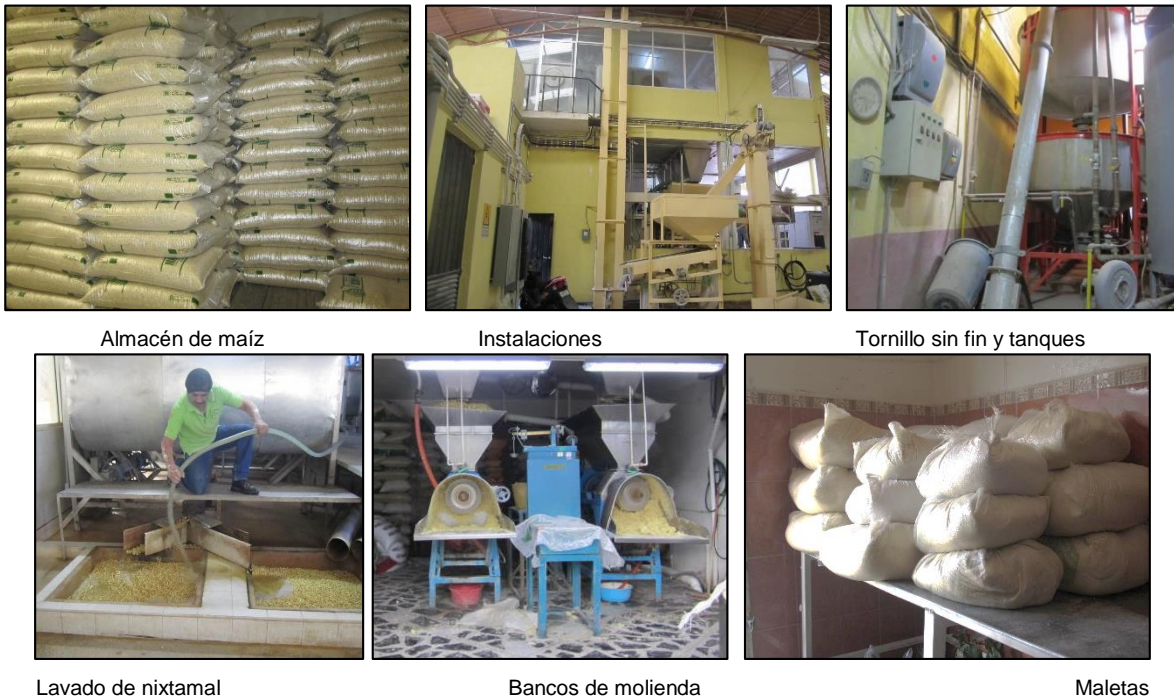 Almacén de maíz
Instalaciones
Tornillo sin fin y tanques
Lavado de nixtamal
Bancos de molienda
Maletas